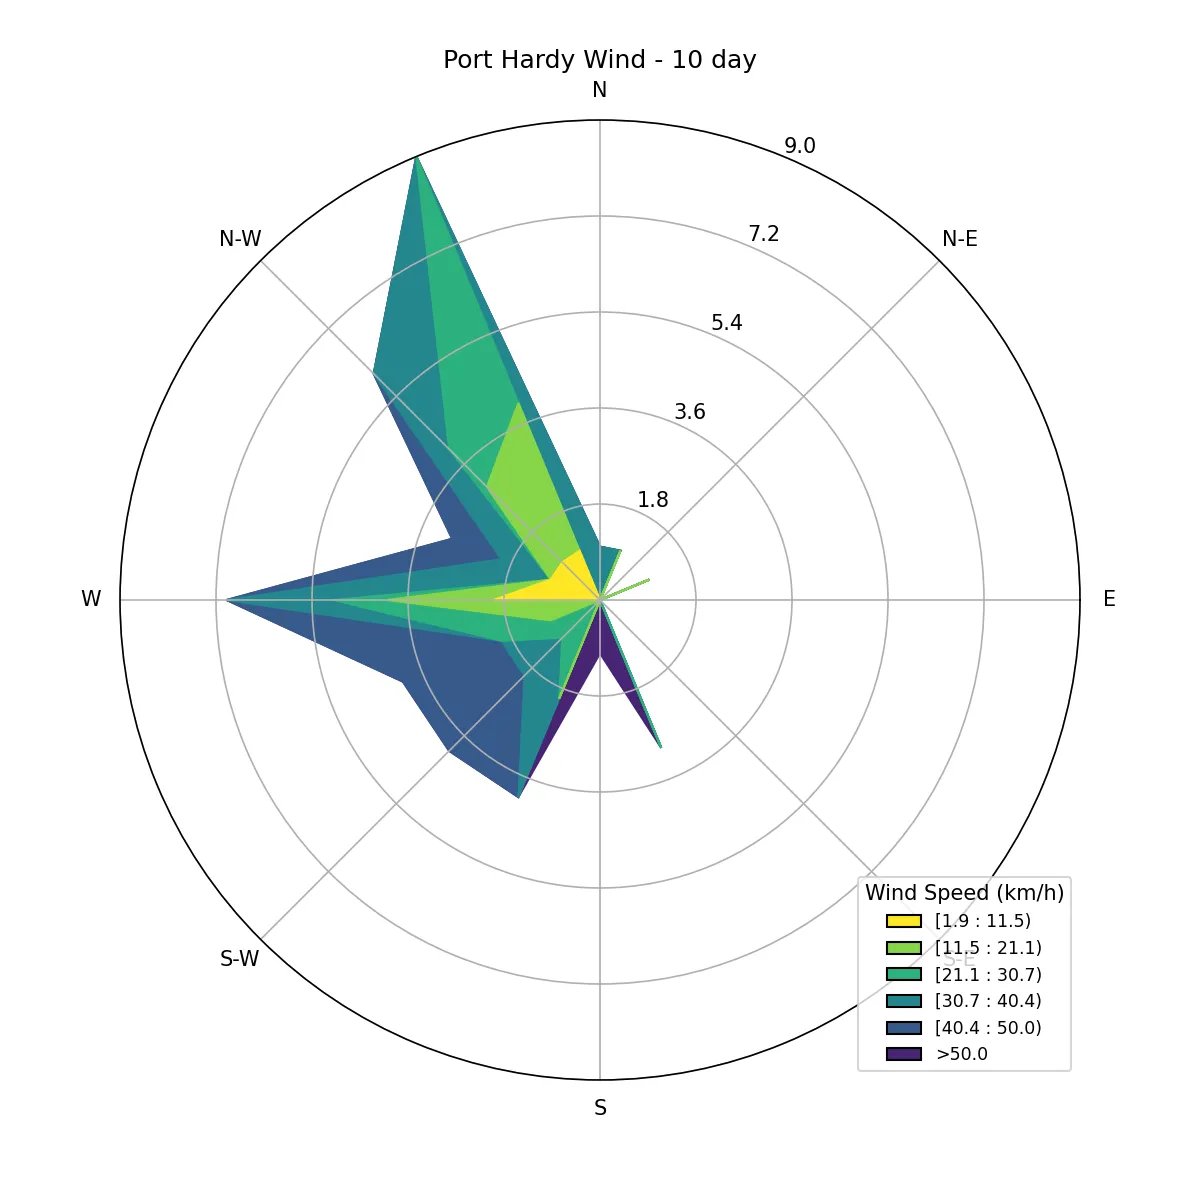 Port Hardy Wind - 10 day
N
9.0
N-W
7.2
N-E
5.4
3.6
1.8
W
E
Wind Speed (km/h)
[1.9 : 11.5)
[11.5 : 21.1)
S-W
S-E
[21.1 : 30.7)
[30.7 : 40.4)
[40.4 : 50.0)
>50.0
S